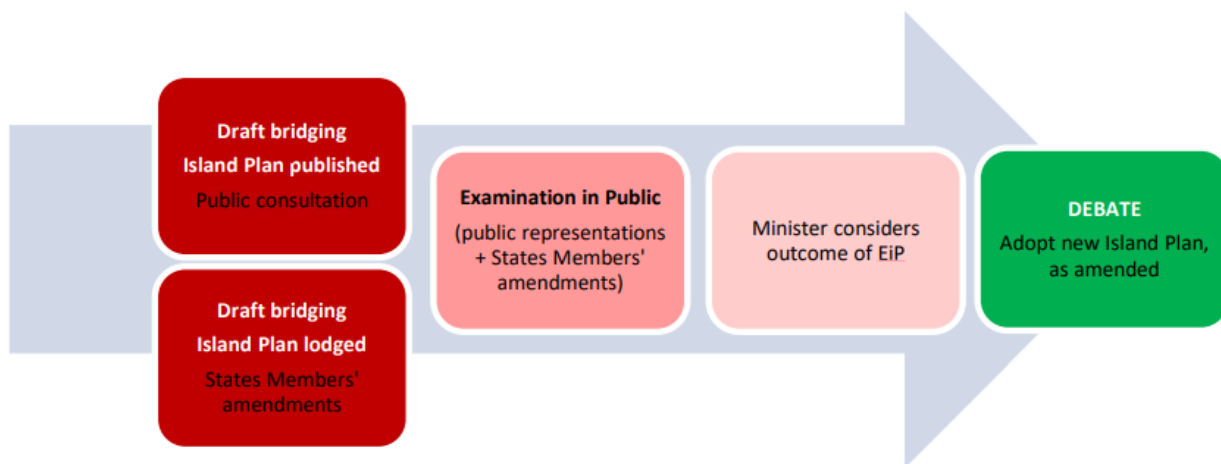 Draft bridging
Island Plan published
Public consultation
Draft bridging
Island Plan lodged
States Members'
amendments
Examination in Public
(public representations
+ States Members'
amendments)
Minister considers
outcome of EiP
DEBATE
Adopt new Island Plan,
as amended